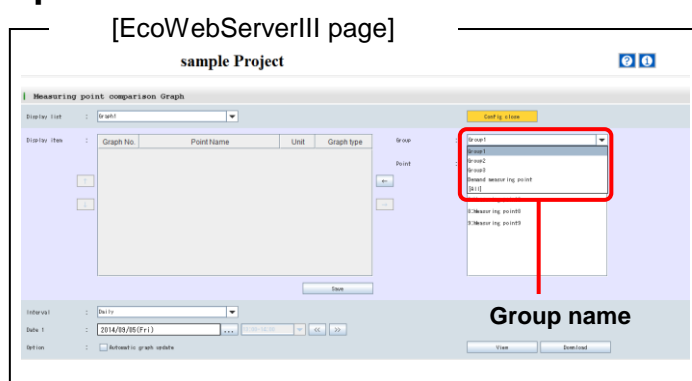 [EcoWebServerIII page]
sample Project
Measuring point comparison Graph
Display list : Graph1 Config close
Display item : Graph No. Point Name Unit Graph type Group : Group1
Group1
Group2
Group3
Point :
Demand measuring point
[All]
8:Measuring point8
9:Measuring point9
Save
Interval : Daily
Group name
Date 1 : 2014/09/05(Fri) ... << >>
Option : Automatic graph update View Download